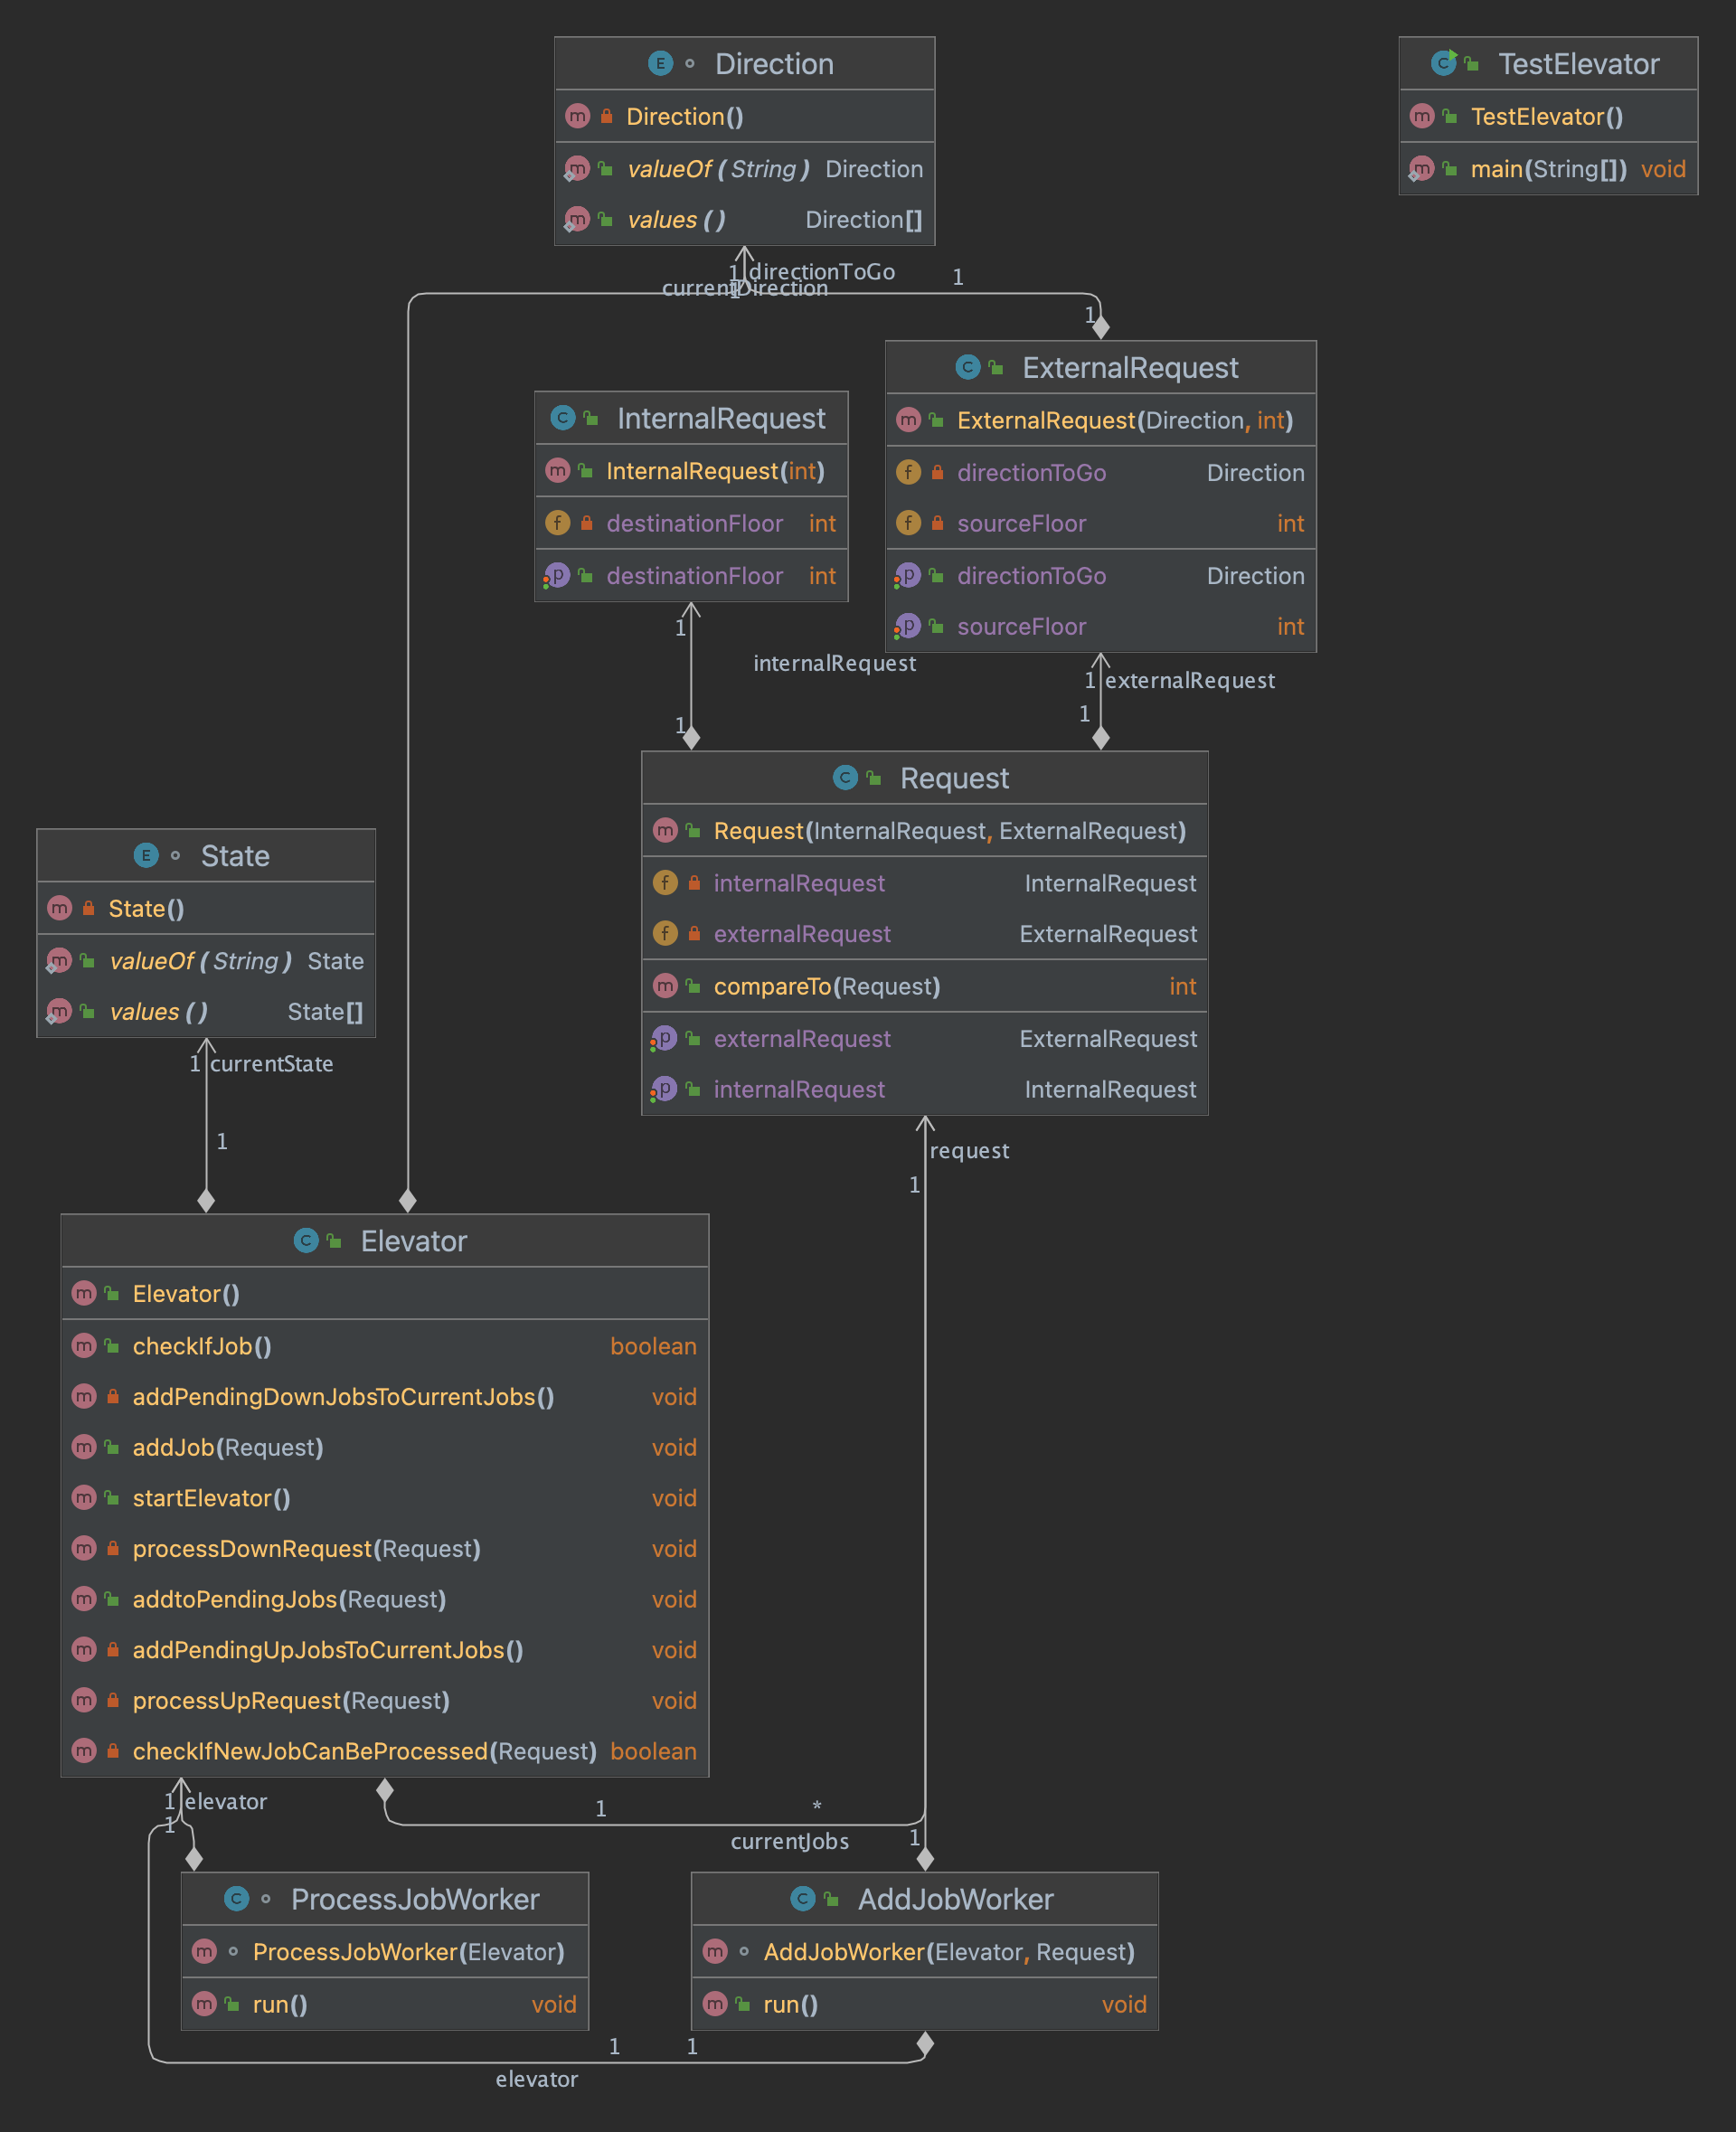 Direction
Direction()
valueOf(String) Direction
values() Direction[]
TestElevator
TestElevator()
main(String[]) void
1 directionToGo
1
currentDirection
1
1
ExternalRequest
ExternalRequest(Direction, int)
directionToGo Direction
sourceFloor int
directionToGo Direction
sourceFloor int
InternalRequest
InternalRequest(int)
destinationFloor int
destinationFloor int
1
internalRequest
1
1 externalRequest
1
Request
Request(InternalRequest, ExternalRequest)
internalRequest InternalRequest
externalRequest ExternalRequest
compareTo(Request) int
externalRequest ExternalRequest
internalRequest InternalRequest
State
State()
valueOf(String) State
values() State[]
1 currentState
1
request
1
Elevator
Elevator()
checkIfJob() boolean
addPendingDownJobsToCurrentJobs() void
addJob(Request) void
startElevator() void
processDownRequest(Request) void
addtoPendingJobs(Request) void
addPendingUpJobsToCurrentJobs() void
processUpRequest(Request) void
checkIfNewJobCanBeProcessed(Request) boolean
1 elevator
1
1 *
currentJobs
1
ProcessJobWorker
ProcessJobWorker(Elevator)
run() void
AddJobWorker
AddJobWorker(Elevator, Request)
run() void
1 1
elevator